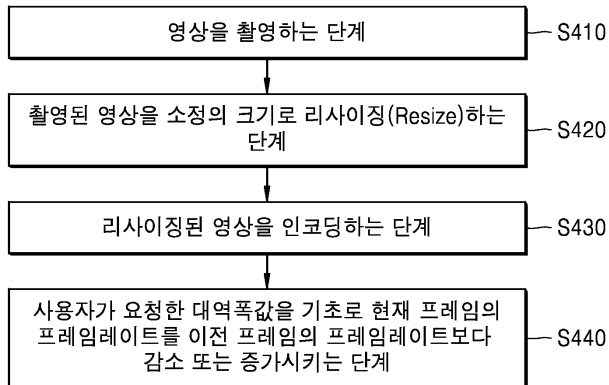 영상을 촬영하는 단계
S410
촬영된 영상을 소정의 크기로 리사이징(Resize)하는
단계
S420
리사이징된 영상을 인코딩하는 단계
S430
사용자가 요청한 대역폭값을 기초로 현재 프레임의
프레임레이트를 이전 프레임의 프레임레이트보다
감소 또는 증가시키는 단계
S440